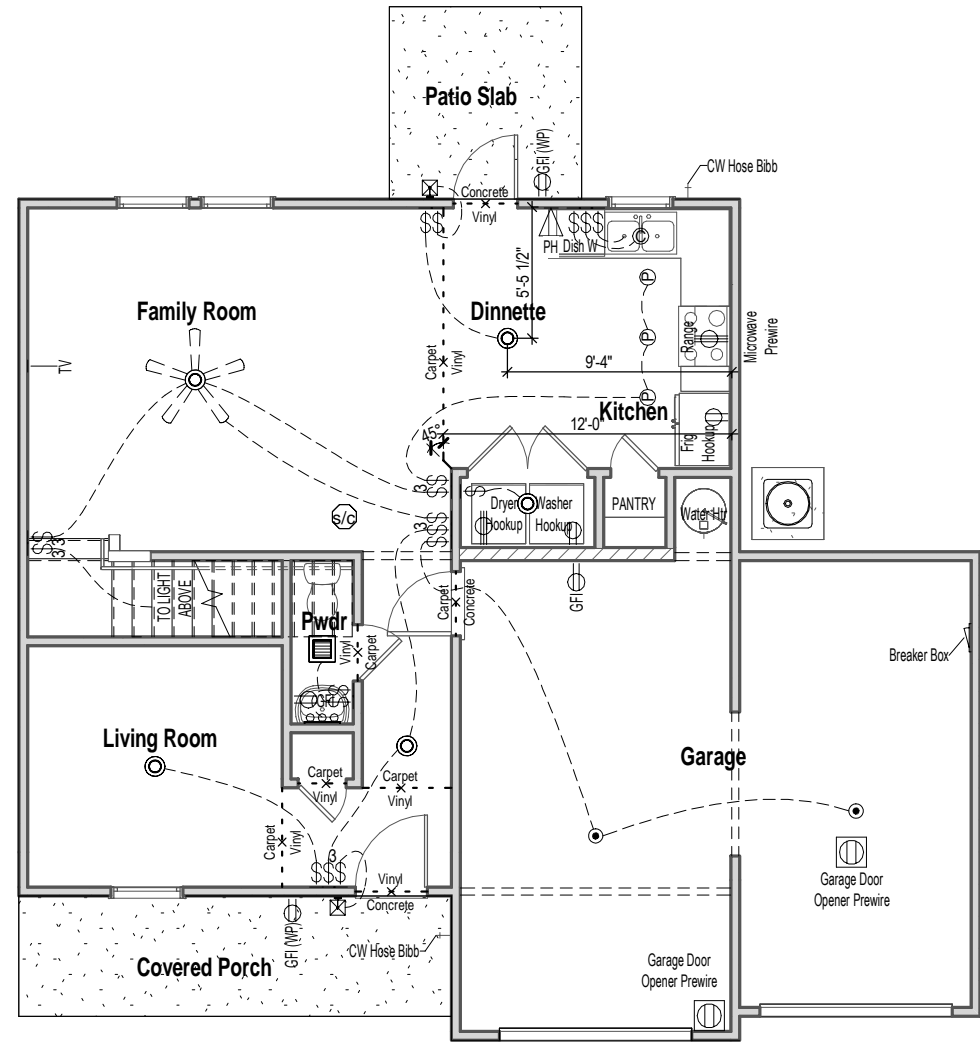 Patio Slab
GFI (WP)
CW Hose Bibb
Concrete
Vinyl
$$
$$$
PH
Dish W
5'-5 1/2"
Family Room
Dinnette
P
P
P
Range
Microwave
Prewire
TV
Carpet
Vinyl
9'-4"
Kitchen
12'-0"
45°
Frig
Hookup
3
$$
$
Dryer
Hookup
Washer
Hookup
PANTRY
Water Htr
S/C
3
$$$
$$
3 3
TO LIGHT
ABOVE
Pwdr
Vinyl
Carpet
Carpet
Concrete
GFI
Breaker Box
GFI
$$
Living Room
Garage
Carpet
Vinyl
Carpet
Vinyl
Carpet
Vinyl
3
$$$
Vinyl
Concrete
Garage Door
Opener Prewire
GFI (WP)
CW Hose Bibb
Covered Porch
Garage Door
Opener Prewire